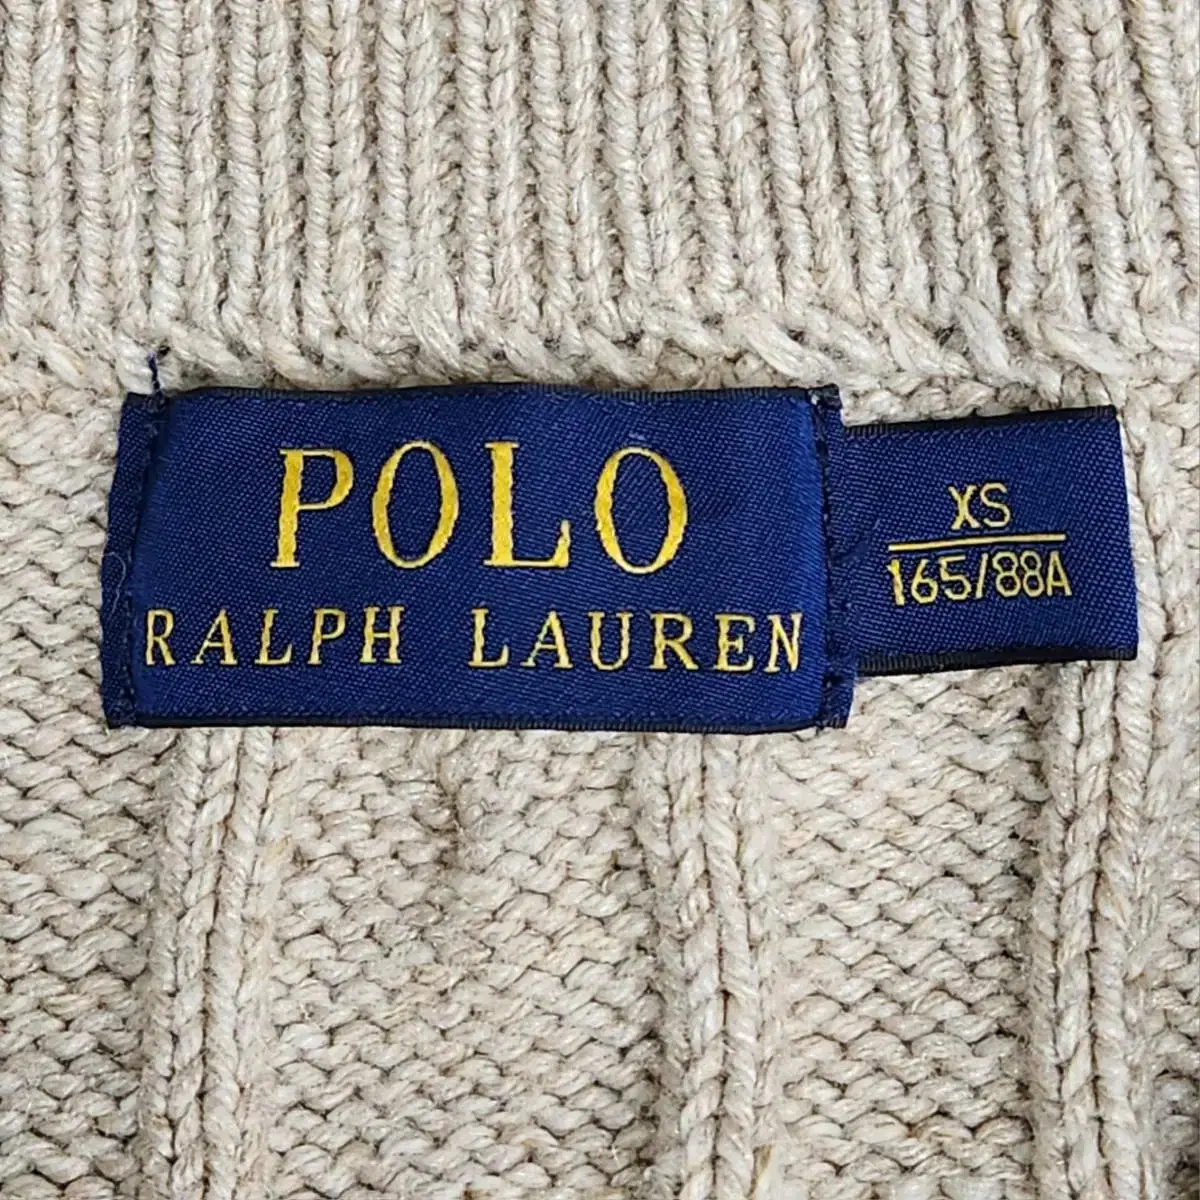 POLO
RALPH LAUREN
XS
165/88A